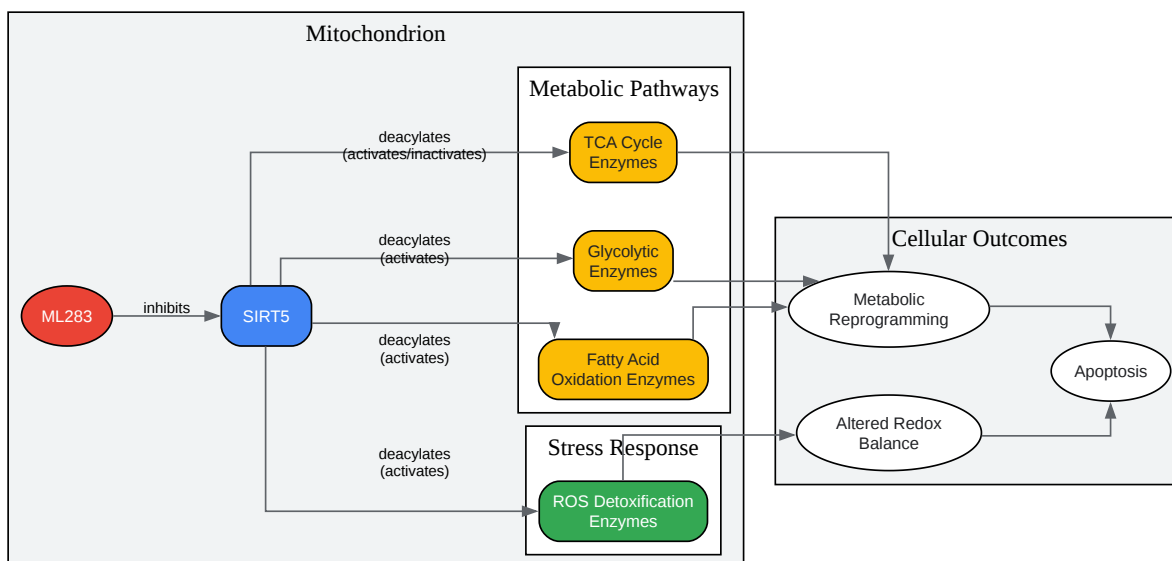 Mitochondrion
Metabolic Pathways
deacylates
(activates/inactivates)
TCA Cycle
Enzymes
deacylates
(activates)
Glycolytic
Enzymes
Cellular Outcomes
ML283
inhibits
SIRT5
deacylates
(activates)
Fatty Acid
Oxidation Enzymes
Metabolic
Reprogramming
Apoptosis
Altered Redox
Balance
Stress Response
deacylates
(activates)
ROS Detoxification
Enzymes